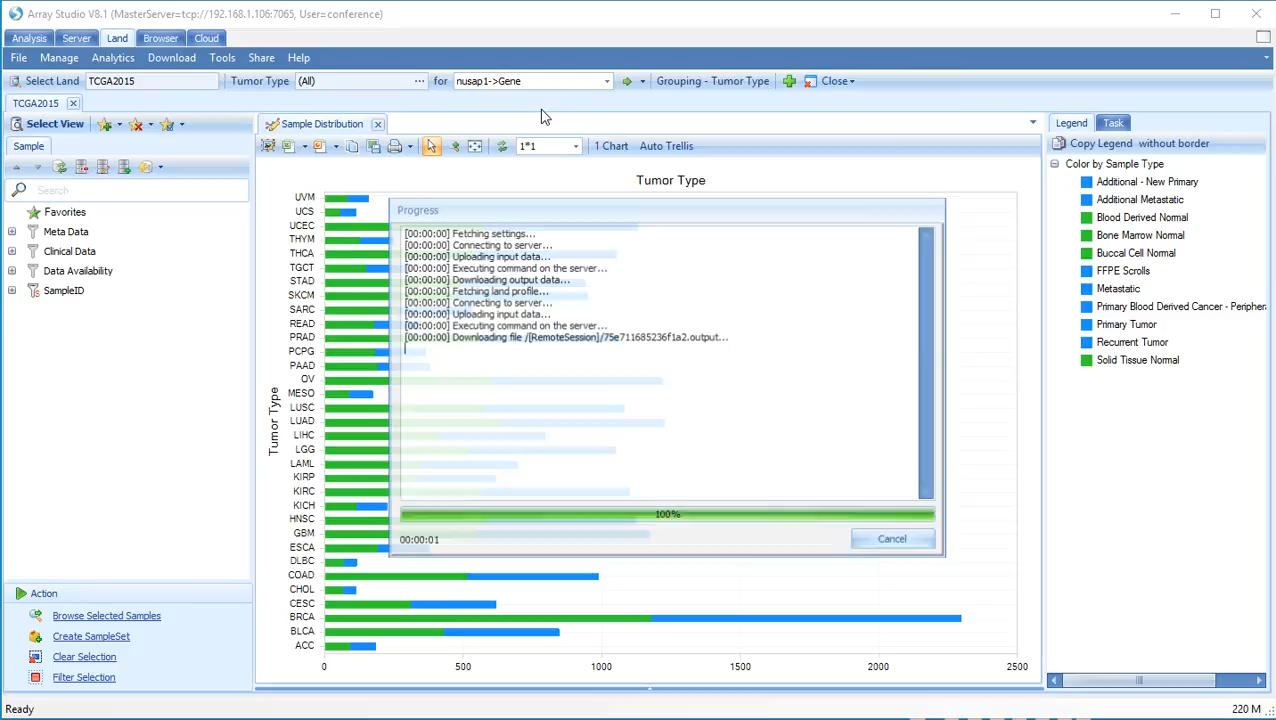 Array Studio V8.1 (MasterServer=tcp://192.168.1.106:7065, User=conference)
Analysis Server Land Browser Cloud
File Manage Analytics Download Tools Share Help
Select Land TCGA2015 Tumor Type (All) ... for nusap1->Gene Grouping - Tumor Type Close
TCGA2015
Select View
Sample
Search
Favorites
Meta Data
Clinical Data
Data Availability
SampleID
Action
Browse Selected Samples
Create SampleSet
Clear Selection
Filter Selection
Sample Distribution
1*1 1 Chart Auto Trellis
Tumor Type
Tumor Type
UVM
UCS
UCEC
THYM
THCA
TGCT
STAD
SKCM
SARC
READ
PRAD
PCPG
PAAD
OV
MESO
LUSC
LUAD
LIHC
LGG
LAML
KIRP
KIRC
KICH
HNSC
GBM
ESCA
DLBC
COAD
CHOL
CESC
BRCA
BLCA
ACC
0 500 1000 1500 2000 2500
Progress
[00:00:00] Fetching settings...
[00:00:00] Connecting to server...
[00:00:00] Uploading input data...
[00:00:00] Executing command on the server...
[00:00:00] Downloading output data...
[00:00:00] Fetching land profile...
[00:00:00] Connecting to server...
[00:00:00] Uploading input data...
[00:00:00] Executing command on the server...
[00:00:00] Downloading file /[RemoteSession]/75e711685236f1a2.output...
100%
00:00:01 Cancel
Legend Task
Copy Legend without border
Color by Sample Type
Additional - New Primary
Additional Metastatic
Blood Derived Normal
Bone Marrow Normal
Buccal Cell Normal
FFPE Scrolls
Metastatic
Primary Blood Derived Cancer - Peripher
Primary Tumor
Recurrent Tumor
Solid Tissue Normal
Ready 220 M